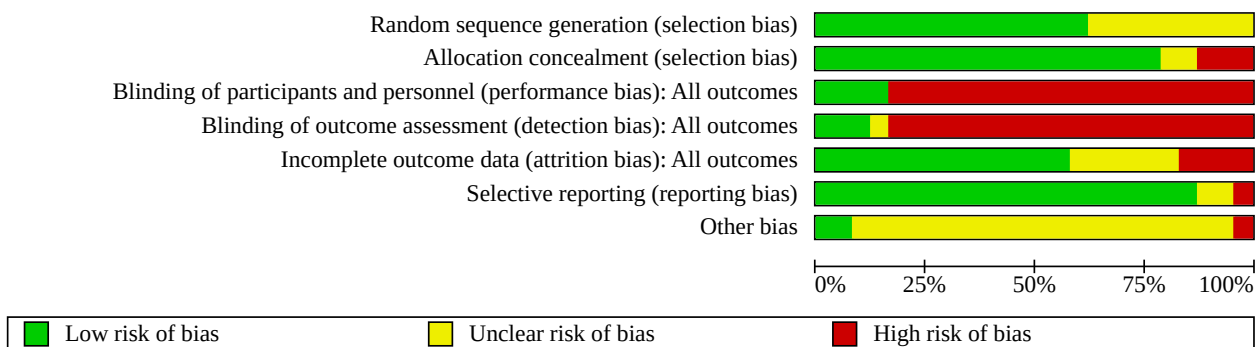 Random sequence generation (selection bias)
Allocation concealment (selection bias)
Blinding of participants and personnel (performance bias): All outcomes
Blinding of outcome assessment (detection bias): All outcomes
Incomplete outcome data (attrition bias): All outcomes
Selective reporting (reporting bias)
Other bias
0% 25% 50% 75% 100%
Low risk of bias Unclear risk of bias High risk of bias